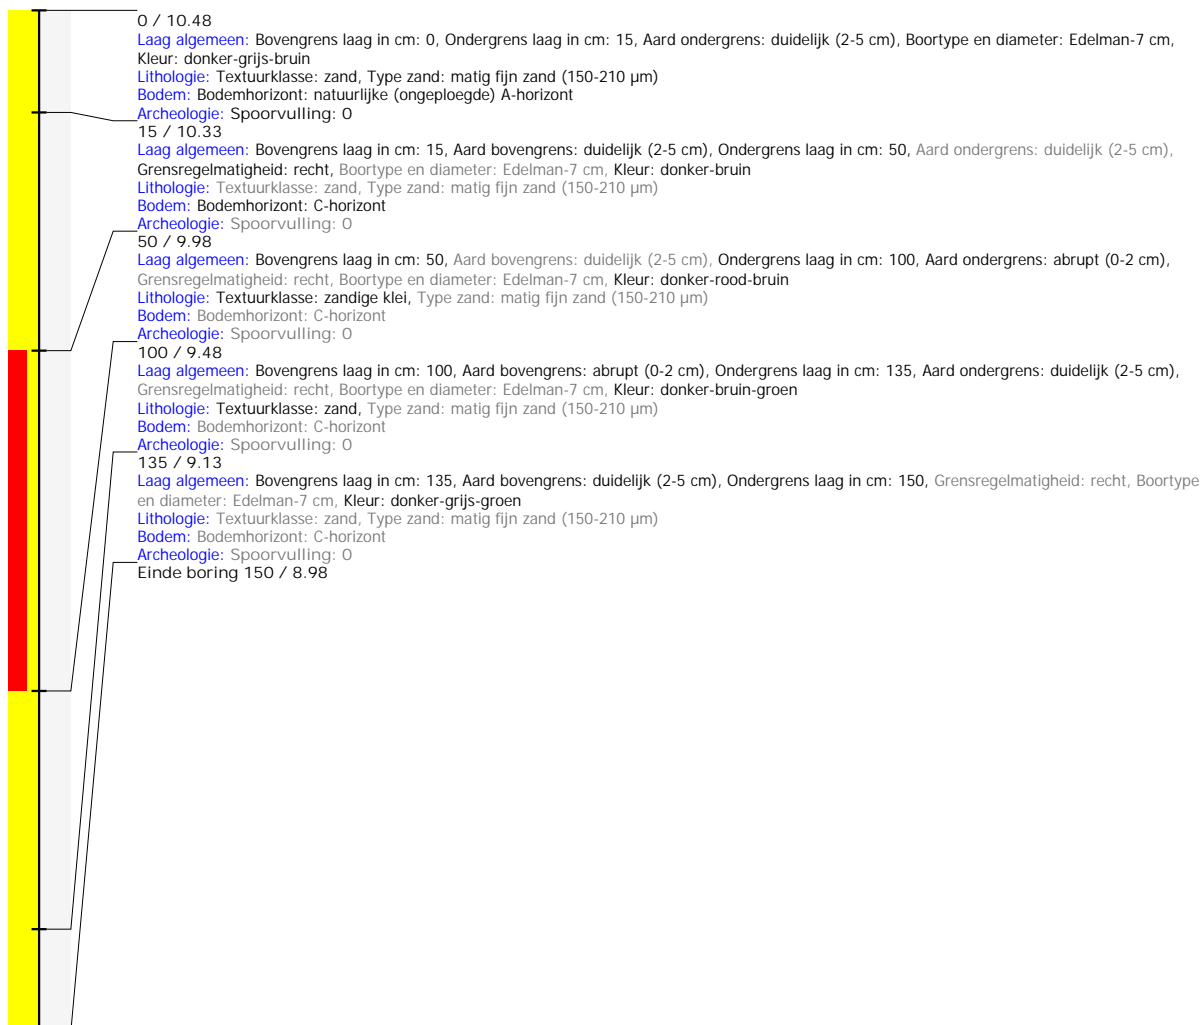 0 / 10.48
Laag algemeen: Bovengrens laag in cm: 0, Ondergrens laag in cm: 15, Aard ondergrens: duidelijk (2-5 cm), Boortype en diameter: Edelman-7 cm,
Kleur: donker-grijs-bruin
Lithologie: Textuurklasse: zand, Type zand: matig fijn zand (150-210 µm)
Bodem: Bodemhorizont: natuurlijke (ongeploegde) A-horizont
Archeologie: Spoorvulling: 0
15 / 10.33
Laag algemeen: Bovengrens laag in cm: 15, Aard bovengrens: duidelijk (2-5 cm), Ondergrens laag in cm: 50, Aard ondergrens: duidelijk (2-5 cm),
Grensregelmatigheid: recht, Boortype en diameter: Edelman-7 cm, Kleur: donker-bruin
Lithologie: Textuurklasse: zand, Type zand: matig fijn zand (150-210 µm)
Bodem: Bodemhorizont: C-horizont
Archeologie: Spoorvulling: 0
50 / 9.98
Laag algemeen: Bovengrens laag in cm: 50, Aard bovengrens: duidelijk (2-5 cm), Ondergrens laag in cm: 100, Aard ondergrens: abrupt (0-2 cm),
Grensregelmatigheid: recht, Boortype en diameter: Edelman-7 cm, Kleur: donker-rood-bruin
Lithologie: Textuurklasse: zandige klei, Type zand: matig fijn zand (150-210 µm)
Bodem: Bodemhorizont: C-horizont
Archeologie: Spoorvulling: 0
100 / 9.48
Laag algemeen: Bovengrens laag in cm: 100, Aard bovengrens: abrupt (0-2 cm), Ondergrens laag in cm: 135, Aard ondergrens: duidelijk (2-5 cm),
Grensregelmatigheid: recht, Boortype en diameter: Edelman-7 cm, Kleur: donker-bruin-groen
Lithologie: Textuurklasse: zand, Type zand: matig fijn zand (150-210 µm)
Bodem: Bodemhorizont: C-horizont
Archeologie: Spoorvulling: 0
135 / 9.13
Laag algemeen: Bovengrens laag in cm: 135, Aard bovengrens: duidelijk (2-5 cm), Ondergrens laag in cm: 150, Grensregelmatigheid: recht, Boortype
en diameter: Edelman-7 cm, Kleur: donker-grijs-groen
Lithologie: Textuurklasse: zand, Type zand: matig fijn zand (150-210 µm)
Bodem: Bodemhorizont: C-horizont
Archeologie: Spoorvulling: 0
Einde boring 150 / 8.98